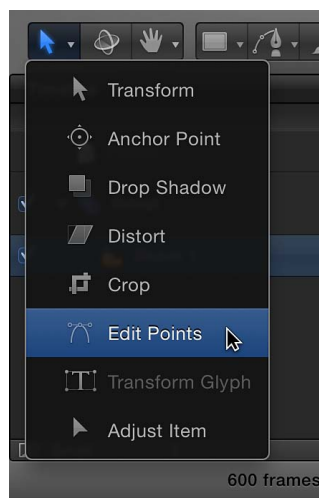 Transform
Anchor Point
Drop Shadow
Distort
Crop
Edit Points
Transform Glyph
Adjust Item
600 frames